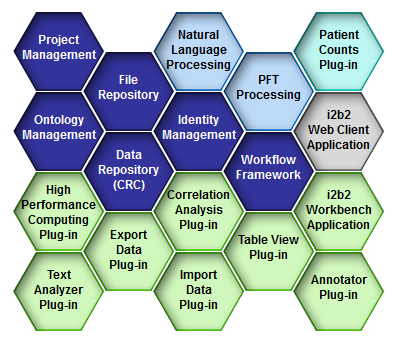 Project
Management
Natural
Language
Processing
Patient
Counts
Plug-in
File
Repository
PFT
Processing
Ontology
Management
Identity
Management
i2b2
Web Client
Application
Data
Repository
(CRC)
Workflow
Framework
High
Performance
Computing
Plug-in
Correlation
Analysis
Plug-in
i2b2
Workbench
Application
Export
Data
Plug-in
Table View
Plug-in
Text
Analyzer
Plug-in
Import
Data
Plug-in
Annotator
Plug-in